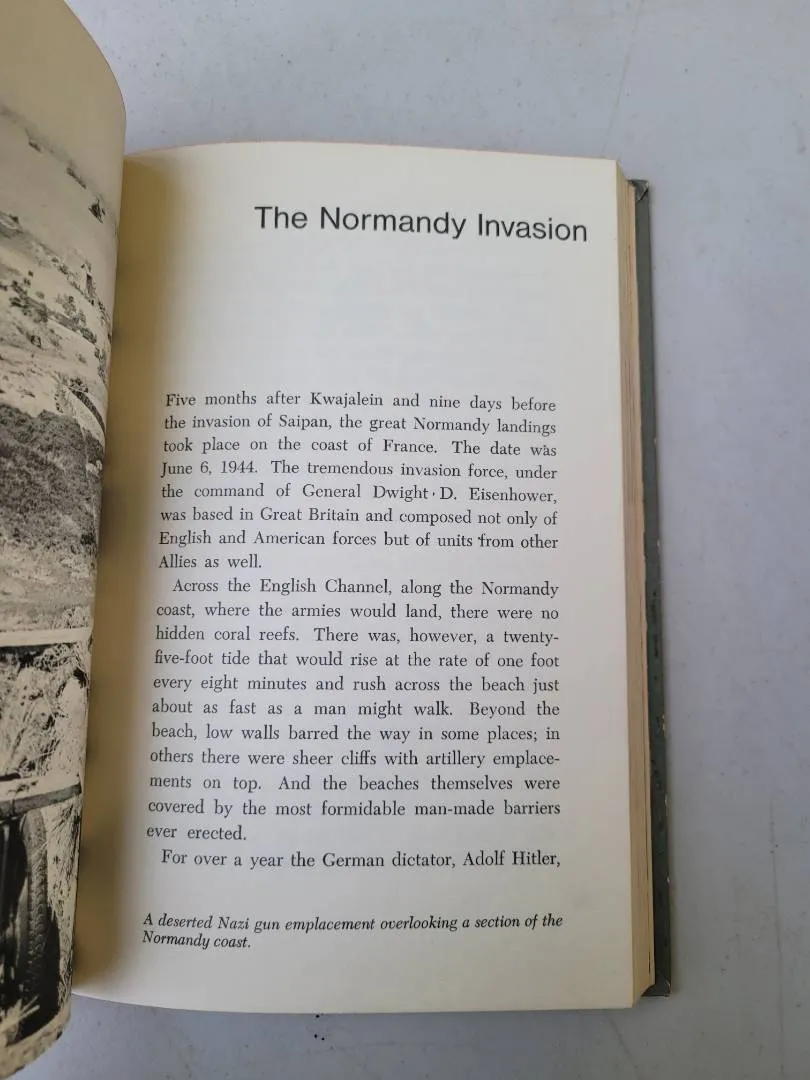 The Normandy Invasion
Five months after Kwajalein and nine days before
the invasion of Saipan, the great Normandy landings
took place on the coast of France. The date was
June 6, 1944. The tremendous invasion force, under
the command of General Dwight D. Eisenhower,
was based in Great Britain and composed not only of
English and American forces but of units from other
Allies as well.
Across the English Channel, along the Normandy
coast, where the armies would land, there were no
hidden coral reefs. There was, however, a twenty-
five-foot tide that would rise at the rate of one foot
every eight minutes and rush across the beach just
about as fast as a man might walk. Beyond the
beach, low walls barred the way in some places; in
others there were sheer cliffs with artillery emplace-
ments on top. And the beaches themselves were
covered by the most formidable man-made barriers
ever erected.
For over a year the German dictator, Adolf Hitler,
A deserted Nazi gun emplacement overlooking a section of the
Normandy coast.